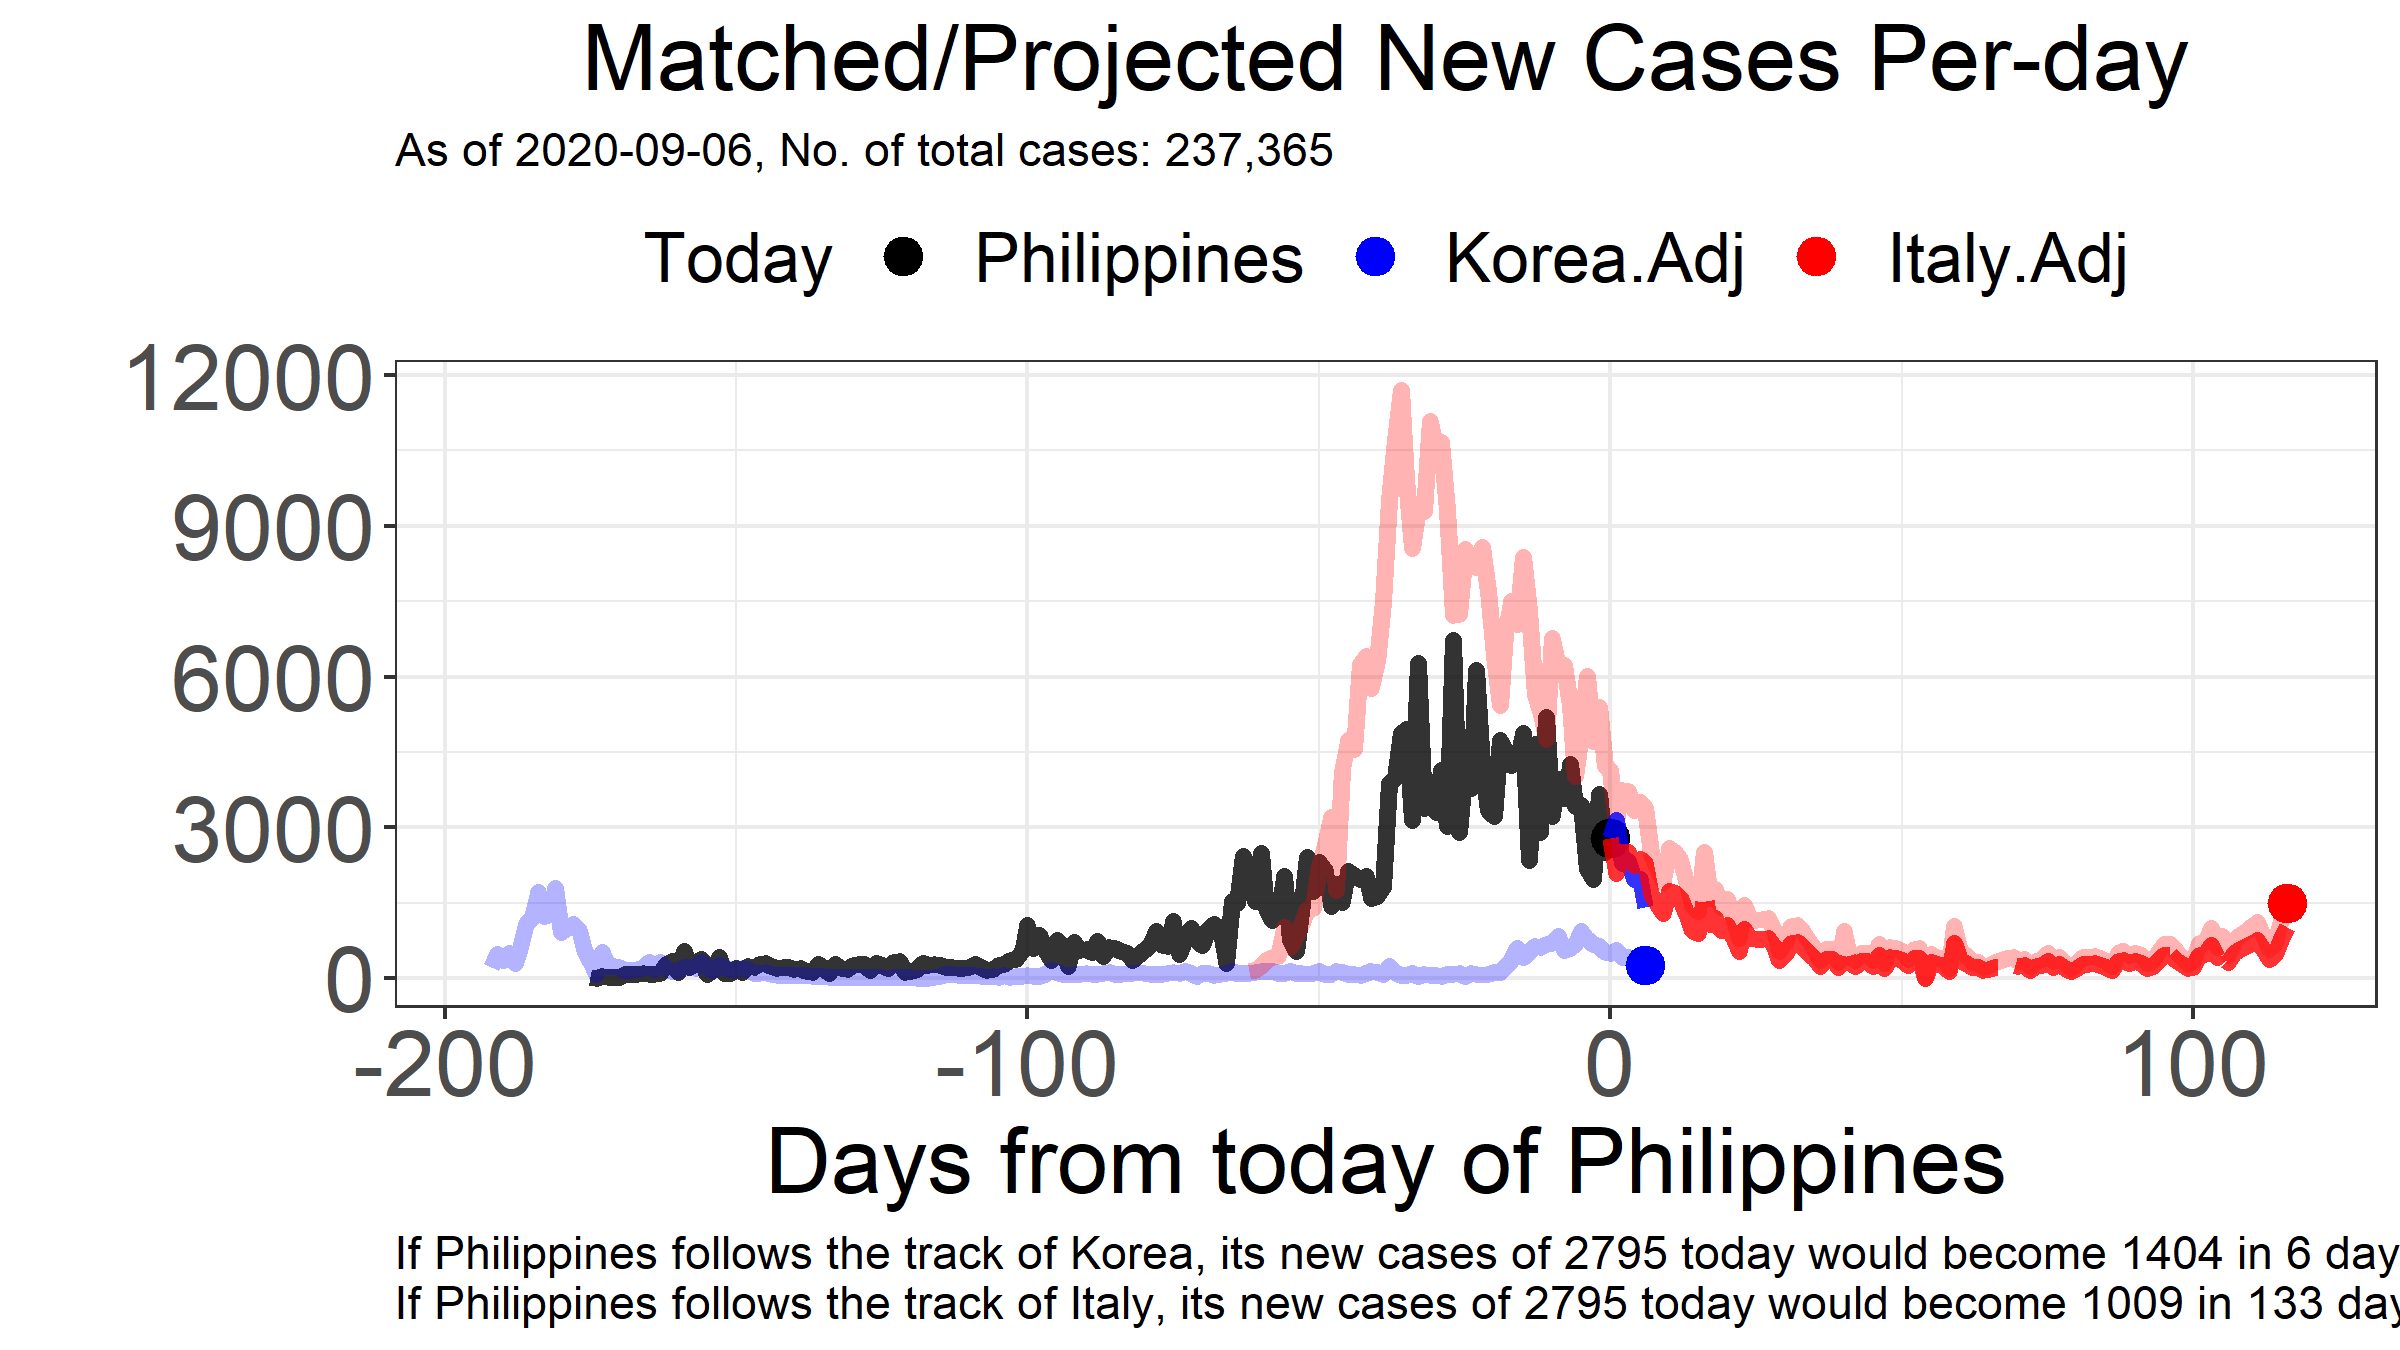 Matched/Projected New Cases Per-day
As of 2020-09-06, No. of total cases: 237,365
Today Philippines Korea.Adj Italy.Adj
12000
9000
6000
3000
0
-200 -100 0 100
Days from today of Philippines
If Philippines follows the track of Korea, its new cases of 2795 today would become 1404 in 6 day
If Philippines follows the track of Italy, its new cases of 2795 today would become 1009 in 133 day